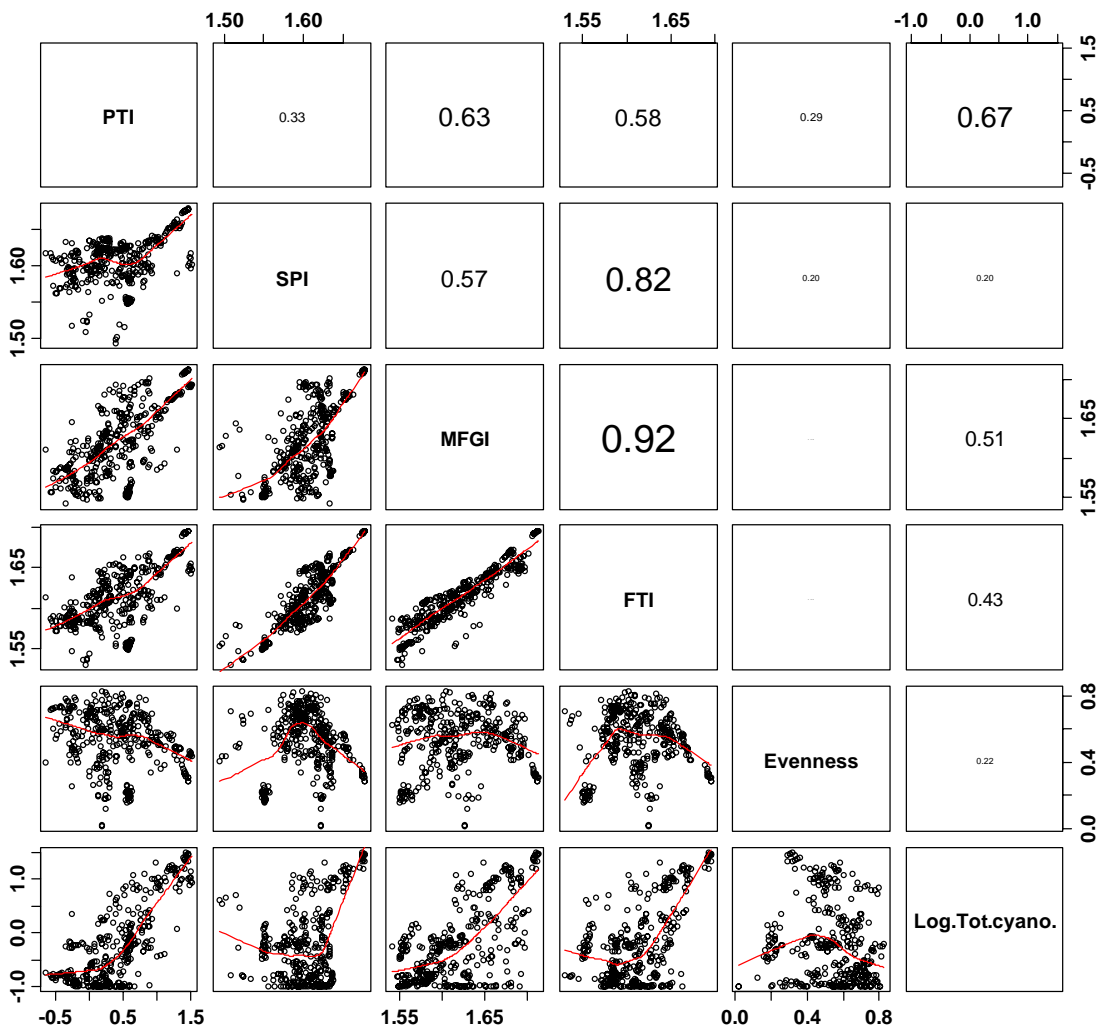 1.50 1.60 1.55 1.65 -1.0 0.0 1.0
PTI 0.33 0.63 0.58 0.29 0.67 -0.5 0.5 1.5
1.50 1.60 SPI 0.57 0.82 0.20 0.20
MFGI 0.92 0.51 1.55 1.65
1.55 1.65 FTI 0.43
Evenness 0.22 0.0 0.4 0.8
-1.0 0.0 1.0 Log.Tot.cyano.
-0.5 0.5 1.5 1.55 1.65 0.0 0.4 0.8